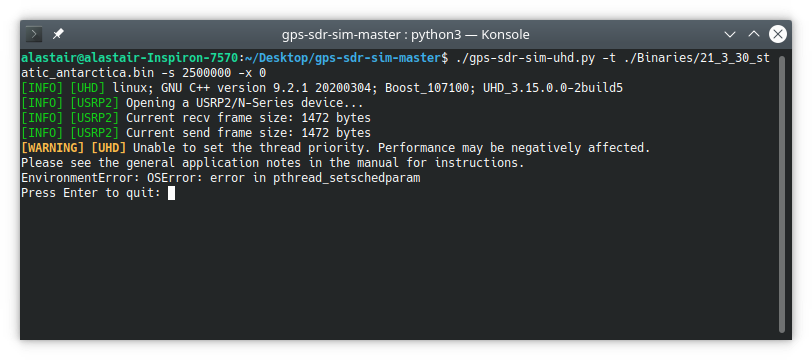 gps-sdr-sim-master : python3 — Konsole
alastair@alastair-Inspiron-7570:~/Desktop/gps-sdr-sim-master$ ./gps-sdr-sim-uhd.py -t ./Binaries/21_3_30_st
atic_antarctica.bin -s 2500000 -x 0
[INFO] [UHD] linux; GNU C++ version 9.2.1 20200304; Boost_107100; UHD_3.15.0.0-2build5
[INFO] [USRP2] Opening a USRP2/N-Series device...
[INFO] [USRP2] Current recv frame size: 1472 bytes
[INFO] [USRP2] Current send frame size: 1472 bytes
[WARNING] [UHD] Unable to set the thread priority. Performance may be negatively affected.
Please see the general application notes in the manual for instructions.
EnvironmentError: OSError: error in pthread_setschedparam
Press Enter to quit: